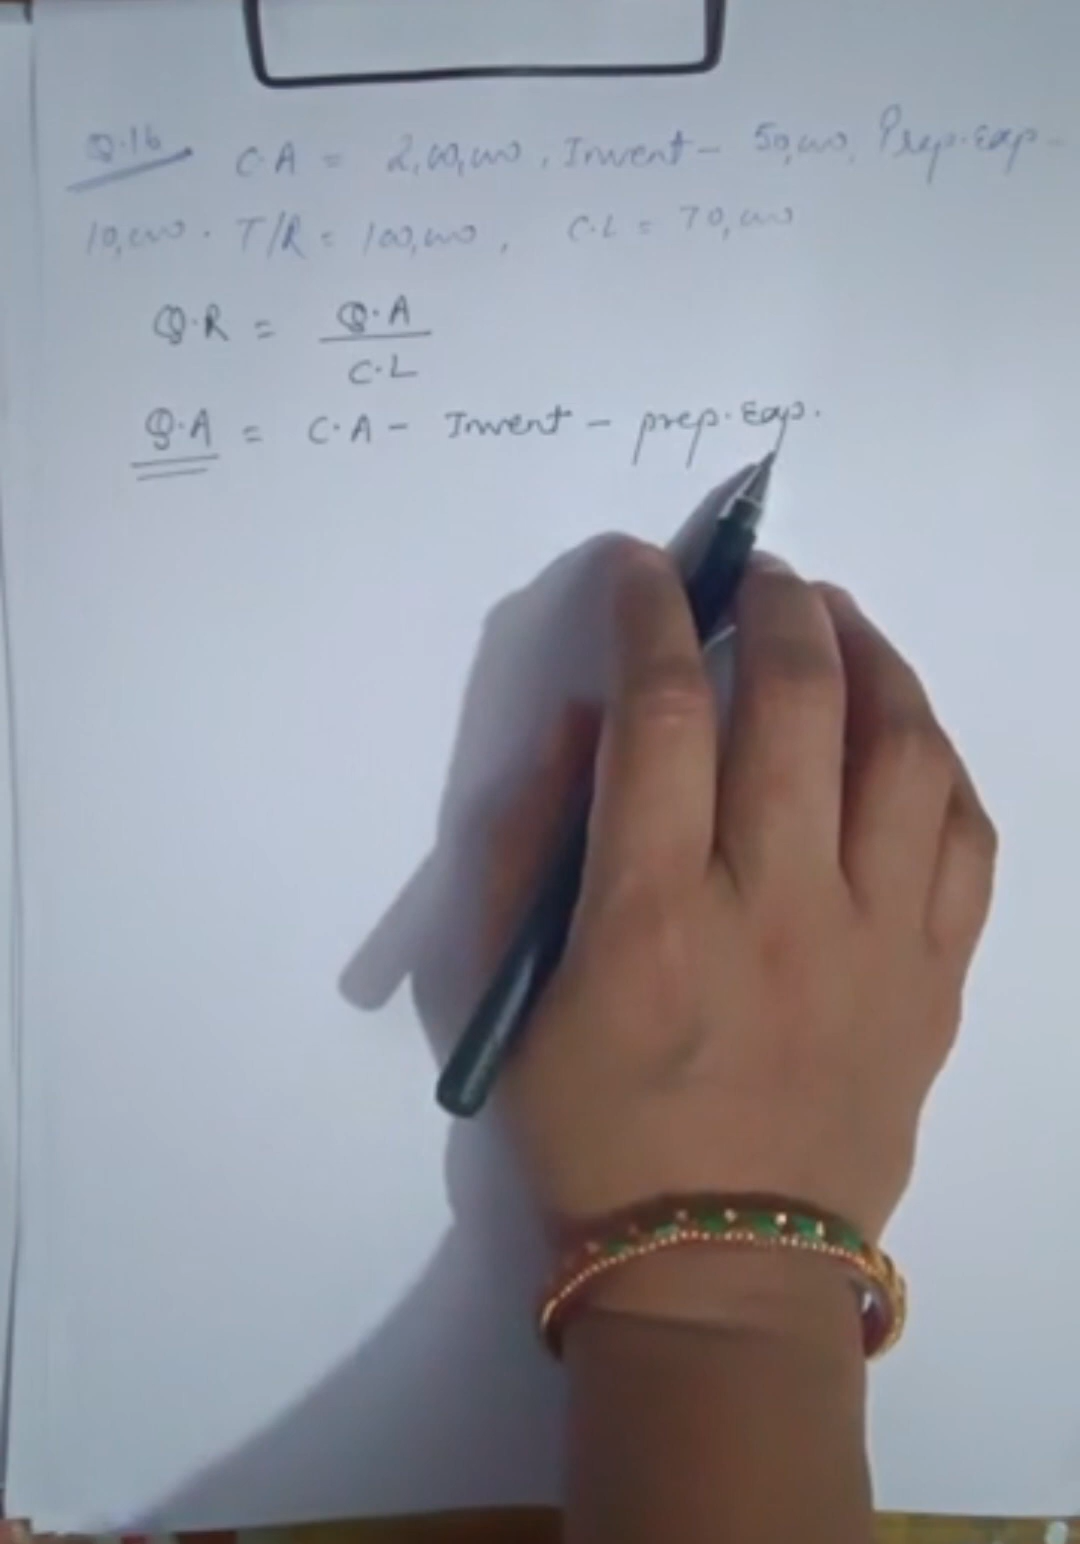 Q.16 C.A = 2,00,000, Invent - 50,000, Prep. Exp -
10,000. T/R = 100,000, C.L = 70,000
Q.R = Q.A
C.L
Q.A = C.A - Invent - prep. Exp.